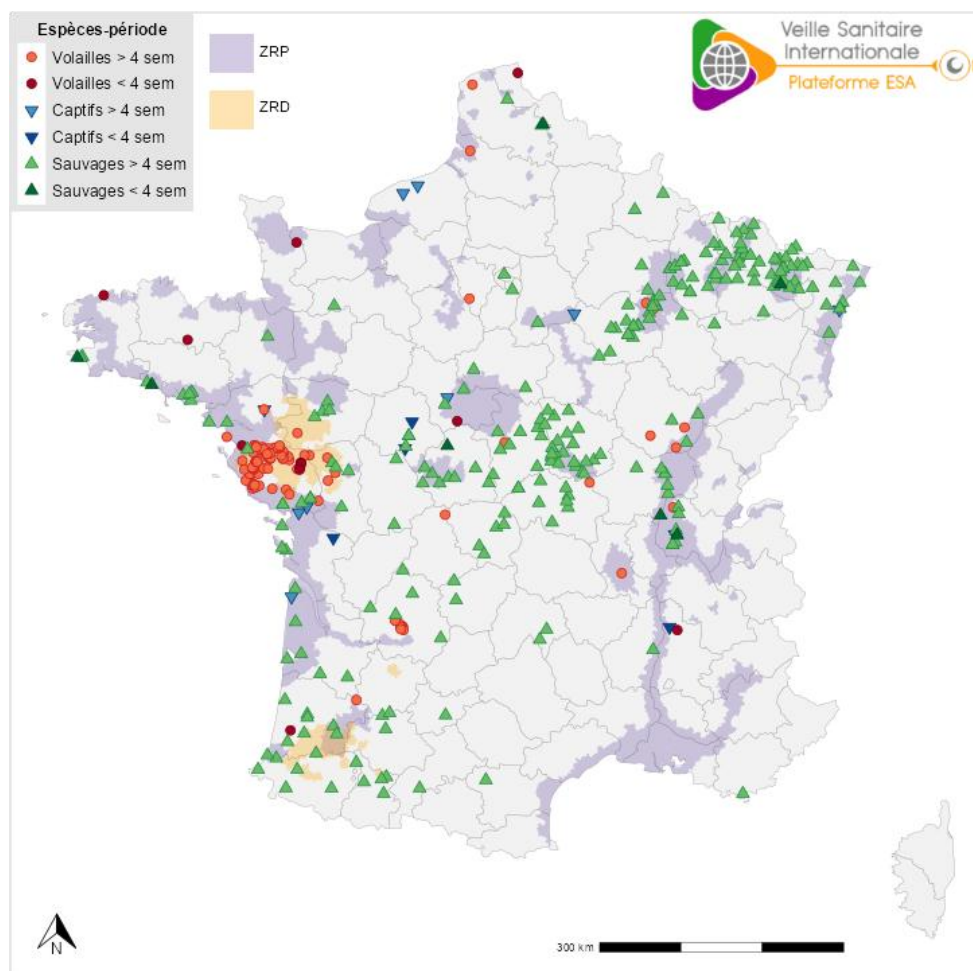 Espèces-période
Volailles > 4 sem
Volailles < 4 sem
Captifs > 4 sem
Captifs < 4 sem
Sauvages > 4 sem
Sauvages < 4 sem
ZRP
ZRD
Veille Sanitaire
Internationale
Plateforme ESA
N
300 km